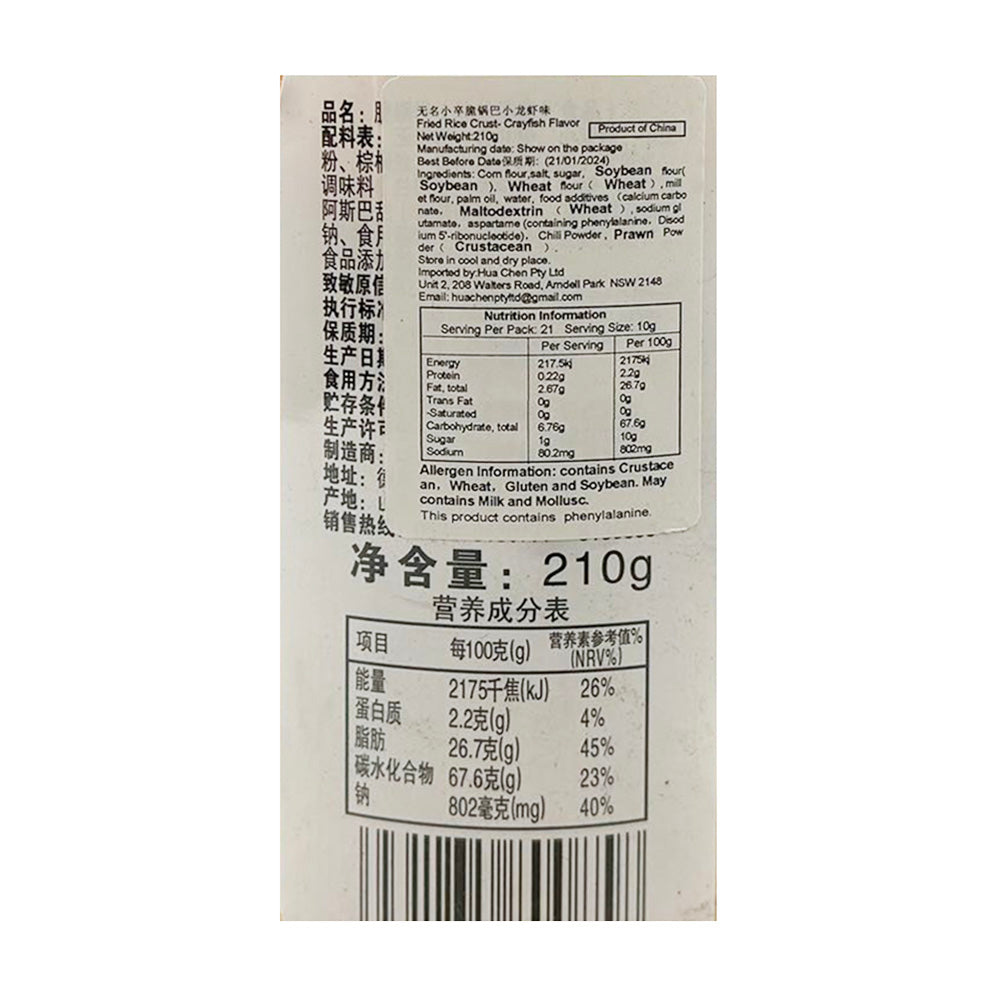 品名：
配料表：
粉、棕
调味料
阿斯巴甜
钠、食用
食品添加
致敏原信
执行标准
保质期：
生产日期
食用方法
贮存条件
生产许可
制造商：
地址：德
产地：山
销售热线
无名小卒脆锅巴小龙虾味
Fried Rice Crust- Crayfish Flavor
Product of China
Net Weight:210g
Manufacturing date: Show on the package
Best Before Date保质期: (21/01/2024)
Ingredients: Corn flour,salt, sugar, Soybean flour(
Soybean ), Wheat flour ( Wheat ), mill
et flour, palm oil, water, food additives (calcium carbo
nate, Maltodextrin ( Wheat ), sodium gl
utamate, aspartame (containing phenylalanine, Disod
ium 5'-ribonucleotide), Chili Powder, Prawn Pow
der ( Crustacean ).
Store in cool and dry place.
Imported by:Hua Chen Pty Ltd
Unit 2, 208 Walters Road, Arndell Park NSW 2148
Email: huachenptyltd@gmail.com
Nutrition Information
Serving Per Pack: 21 Serving Size: 10g
Per Serving Per 100g
Energy 217.5kj 2175kj
Protein 0.22g 2.2g
Fat, total 2.67g 26.7g
Trans Fat 0g 0g
-Saturated 0g 0g
Carbohydrate, total 6.76g 67.6g
Sugar 1g 10g
Sodium 80.2mg 802mg
Allergen Information: contains Crustace
an, Wheat, Gluten and Soybean. May
contains Milk and Mollusc.
This product contains phenylalanine.
净含量：210g
营养成分表
项目 每100克(g) 营养素参考值%
(NRV%)
能量 2175千焦(kJ) 26%
蛋白质 2.2克(g) 4%
脂肪 26.7克(g) 45%
碳水化合物 67.6克(g) 23%
钠 802毫克(mg) 40%